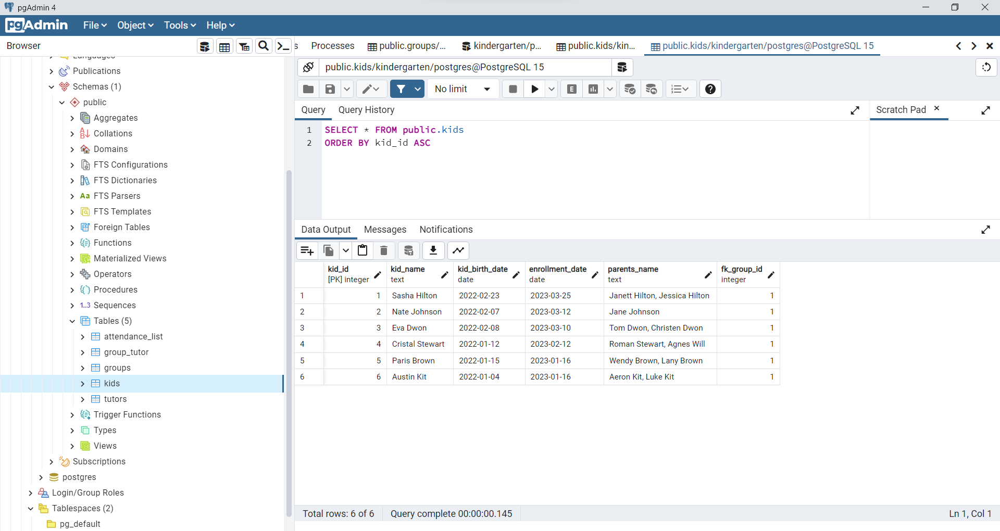 pgAdmin 4
pgAdmin File Object Tools Help
Browser
s Processes public.groups/... kindergarten/p... public.kids/kin... public.kids/kindergarten/postgres@PostgreSQL 15
Languages
Publications
Schemas (1)
public
Aggregates
Collations
Domains
FTS Configurations
FTS Dictionaries
Aa FTS Parsers
FTS Templates
Foreign Tables
Functions
Materialized Views
Operators
Procedures
1..3 Sequences
Tables (5)
attendance_list
group_tutor
groups
kids
tutors
Trigger Functions
Types
Views
Subscriptions
postgres
Login/Group Roles
Tablespaces (2)
pg_default
public.kids/kindergarten/postgres@PostgreSQL 15
No limit E
Query Query History
Scratch Pad
1 SELECT * FROM public.kids
2 ORDER BY kid_id ASC
Data Output Messages Notifications
kid_id kid_name kid_birth_date enrollment_date parents_name fk_group_id
[PK] integer text date date text integer
1 1 Sasha Hilton 2022-02-23 2023-03-25 Janett Hilton, Jessica Hilton 1
2 2 Nate Johnson 2022-02-07 2023-03-12 Jane Johnson 1
3 3 Eva Dwon 2022-02-08 2023-03-10 Tom Dwon, Christen Dwon 1
4 4 Cristal Stewart 2022-01-12 2023-02-12 Roman Stewart, Agnes Will 1
5 5 Paris Brown 2022-01-15 2023-01-16 Wendy Brown, Lany Brown 1
6 6 Austin Kit 2022-01-04 2023-01-16 Aeron Kit, Luke Kit 1
Total rows: 6 of 6 Query complete 00:00:00.145 Ln 1, Col 1